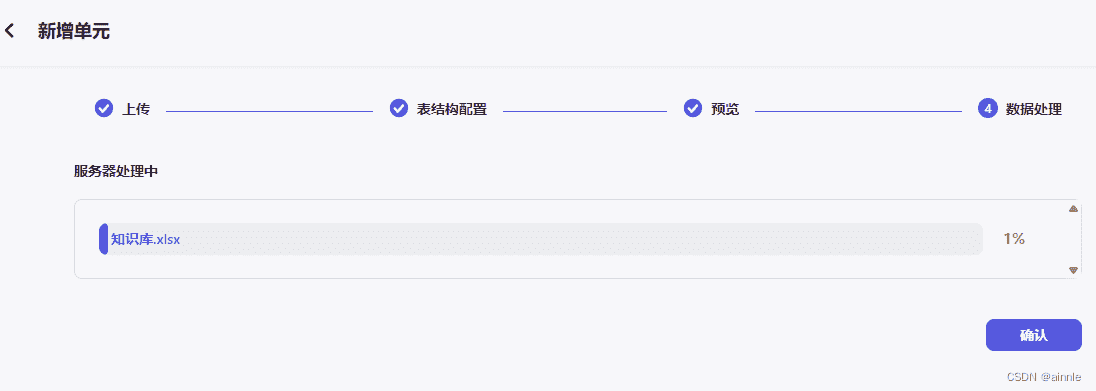 新增单元
上传 表结构配置 预览 4 数据处理
服务器处理中
知识库.xlsx 1%
确认
CSDN @ainnle